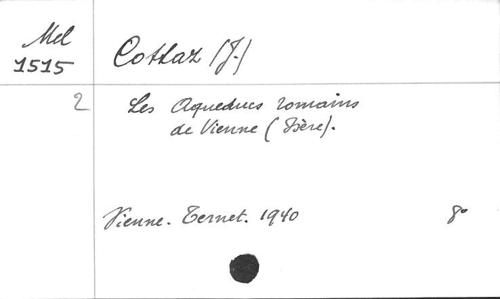 Mel
1515
Cottaz (J.)
2
Les Aqueducs romains
de Vienne (Isère).
Vienne. Ternet. 1940 8°